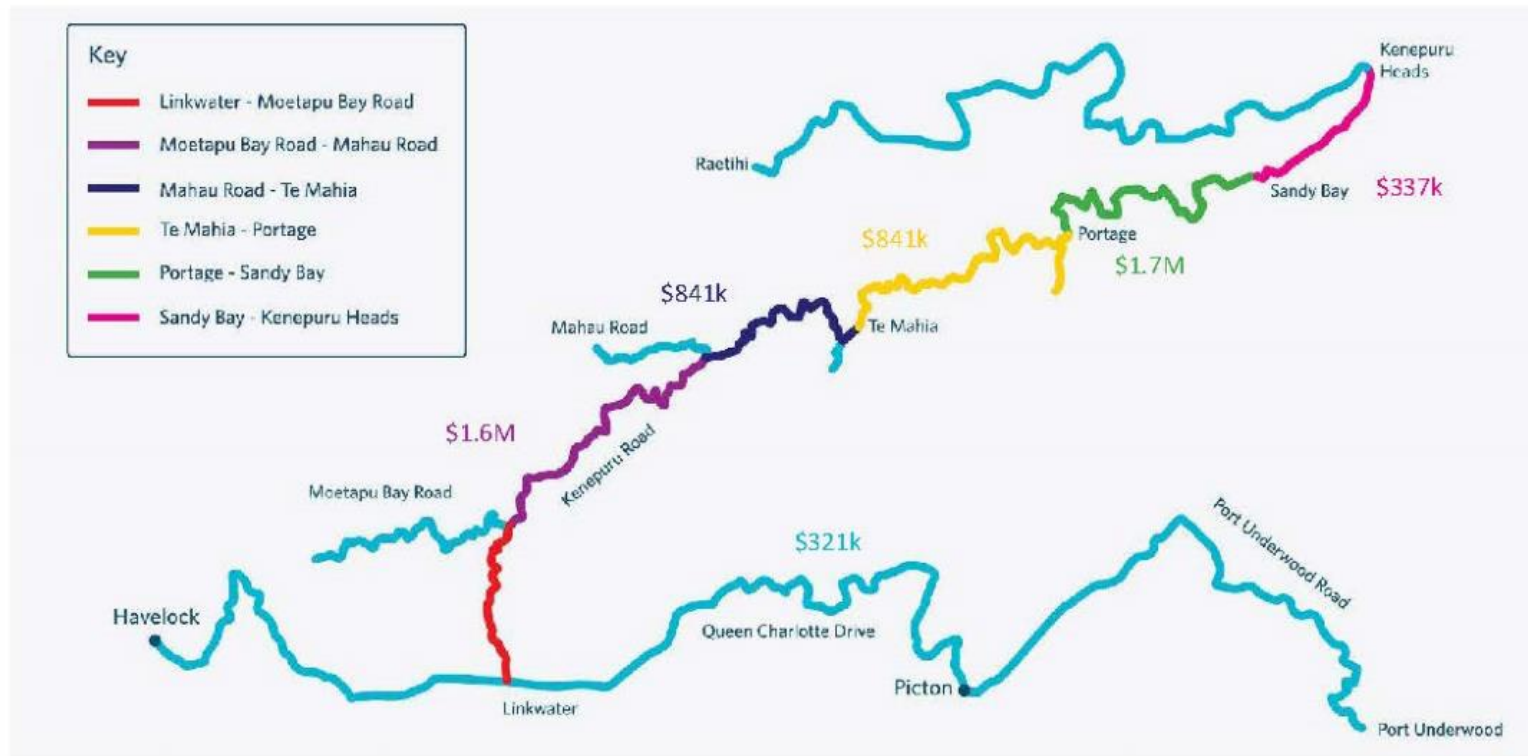 Key
Linkwater - Moetapu Bay Road
Moetapu Bay Road - Mahau Road
Mahau Road - Te Mahia
Te Mahia - Portage
Portage - Sandy Bay
Sandy Bay - Kenepuru Heads
Kenepuru
Heads
Raetihi
Sandy Bay
$337k
Portage
$1.7M
$841k
Te Mahia
$841k
Mahau Road
$1.6M
Kenepuru Road
Moetapu Bay Road
$321k
Port Underwood Road
Havelock
Queen Charlotte Drive
Picton
Linkwater
Port Underwood